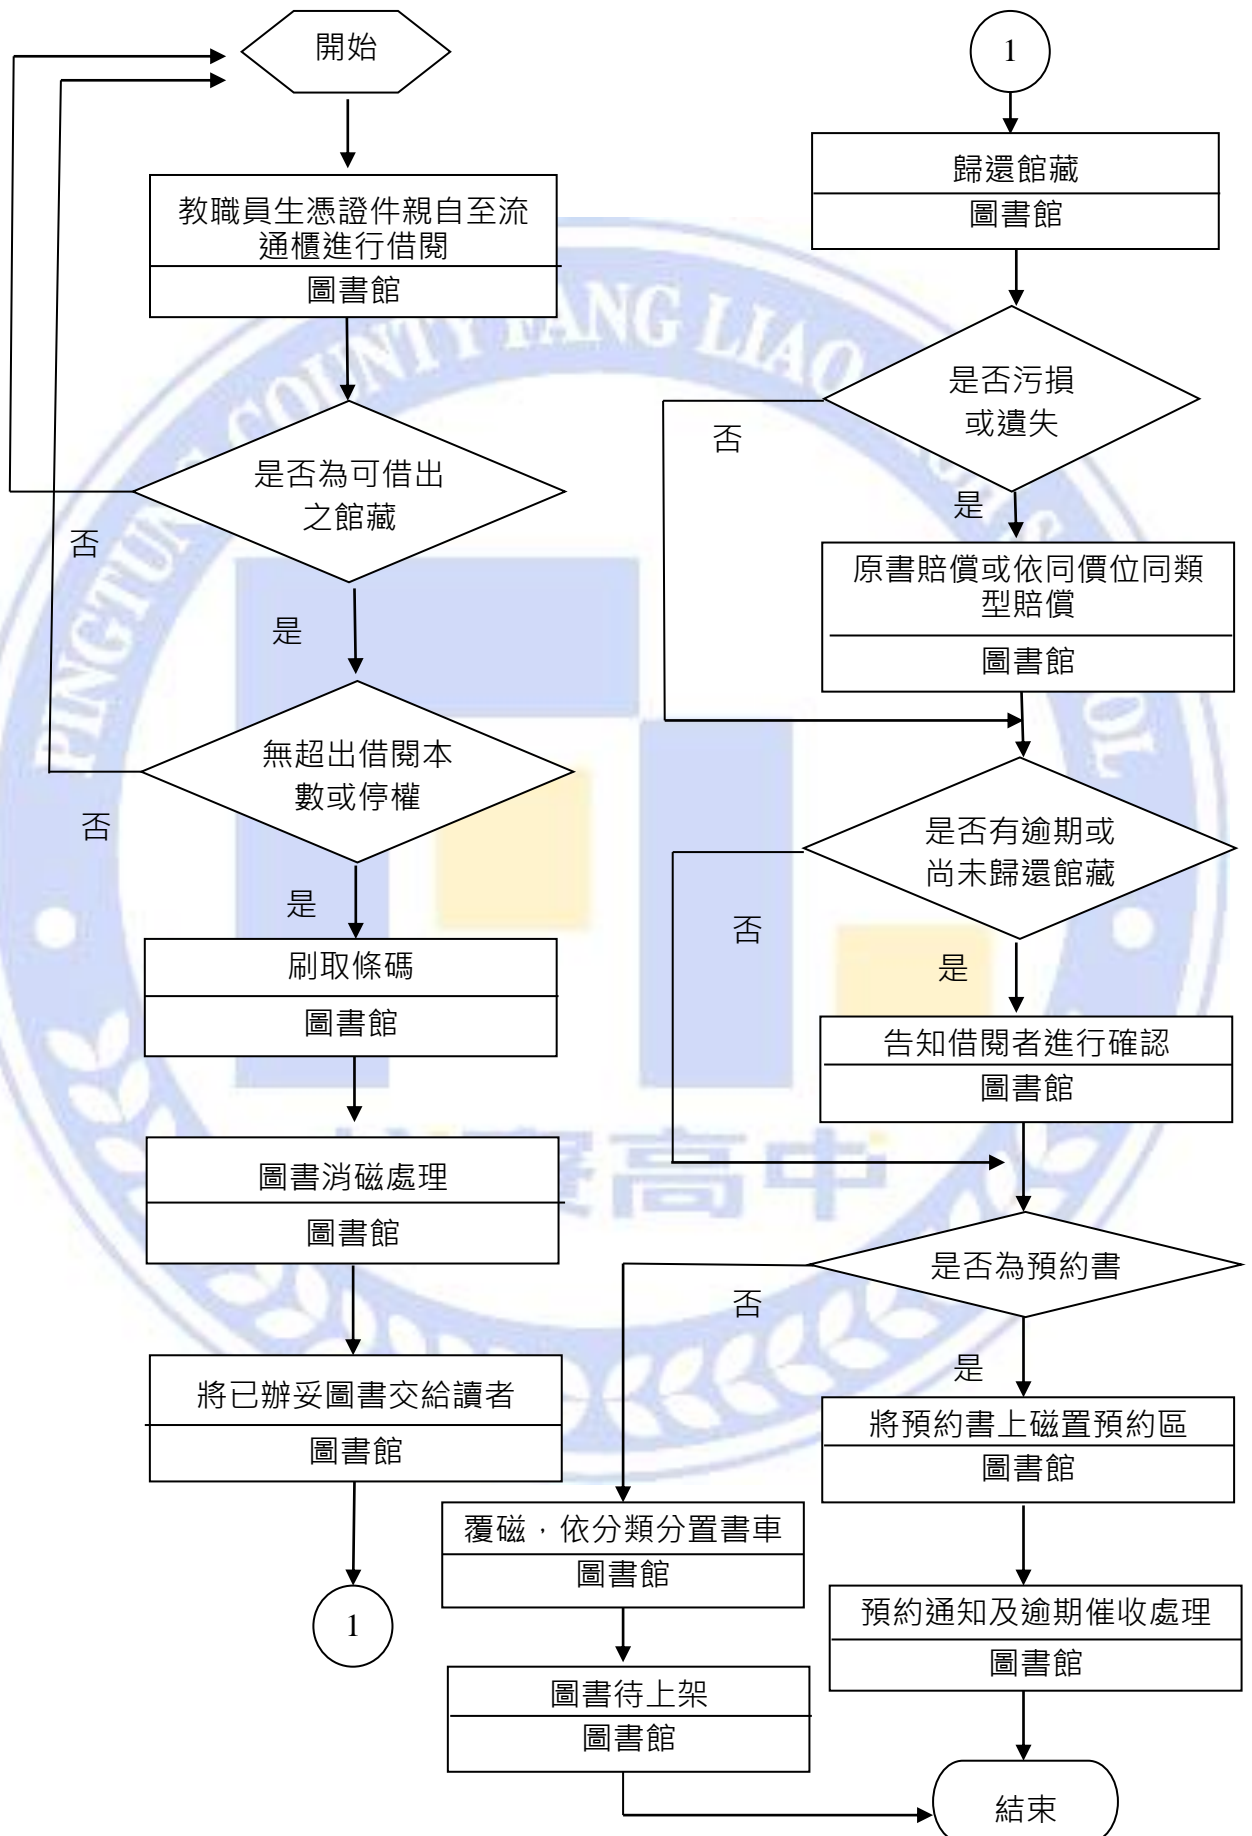 開始
教職員生憑證件親自至流
通櫃進行借閱
圖書館
是否為可借出
之館藏
否
是
無超出借閱本
數或停權
否
是
刷取條碼
圖書館
圖書消磁處理
圖書館
將已辦妥圖書交給讀者
圖書館
1
1
歸還館藏
圖書館
是否污損
或遺失
否
是
原書賠償或依同價位同類
型賠償
圖書館
是否有逾期或
尚未歸還館藏
否
是
告知借閱者進行確認
圖書館
是否為預約書
否
是
將預約書上磁置預約區
圖書館
預約通知及逾期催收處理
圖書館
覆磁，依分類分置書車
圖書館
圖書待上架
圖書館
結束
PINGTUNG COUNTY FANG LIAO
寮高中